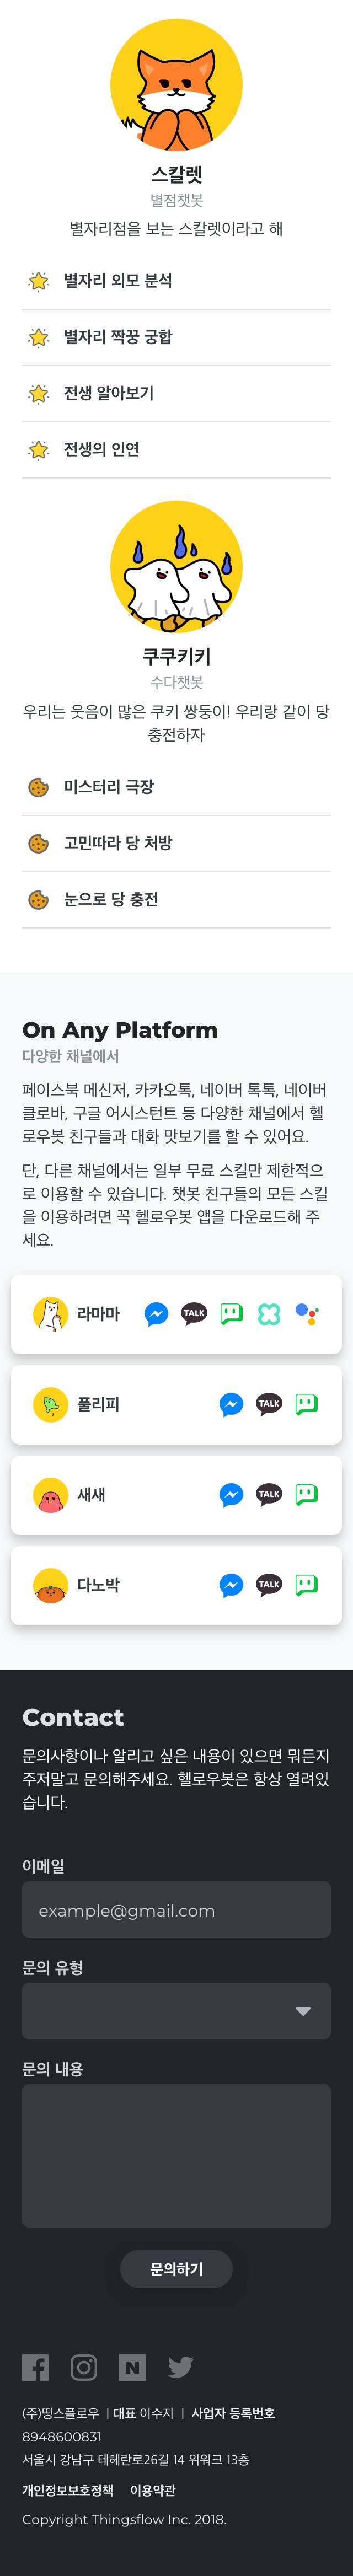 스칼렛
별점챗봇
별자리점을 보는 스칼렛이라고 해
별자리 외모 분석
별자리 짝꿍 궁합
전생 알아보기
전생의 인연
쿠쿠키키
수다챗봇
우리는 웃음이 많은 쿠키 쌍둥이! 우리랑 같이 당
충전하자
미스터리 극장
고민따라 당 처방
눈으로 당 충전
On Any Platform
다양한 채널에서
페이스북 메신저, 카카오톡, 네이버 톡톡, 네이버
클로바, 구글 어시스턴트 등 다양한 채널에서 헬
로우봇 친구들과 대화 맛보기를 할 수 있어요.
단, 다른 채널에서는 일부 무료 스킬만 제한적으
로 이용할 수 있습니다. 챗봇 친구들의 모든 스킬
을 이용하려면 꼭 헬로우봇 앱을 다운로드해 주
세요.
라마마 TALK
풀리피 TALK
새새 TALK
다노박 TALK
Contact
문의사항이나 알리고 싶은 내용이 있으면 뭐든지
주저말고 문의해주세요. 헬로우봇은 항상 열려있
습니다.
이메일
example@gmail.com
문의 유형
문의 내용
문의하기
(주)띵스플로우 | 대표 이수지 | 사업자 등록번호
8948600831
서울시 강남구 테헤란로26길 14 위워크 13층
개인정보보호정책 이용약관
Copyright Thingsflow Inc. 2018.